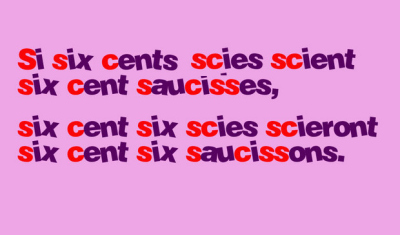 Si six cents scies scient
six cent saucisses,
six cent six scies scieront
six cent six saucissons.